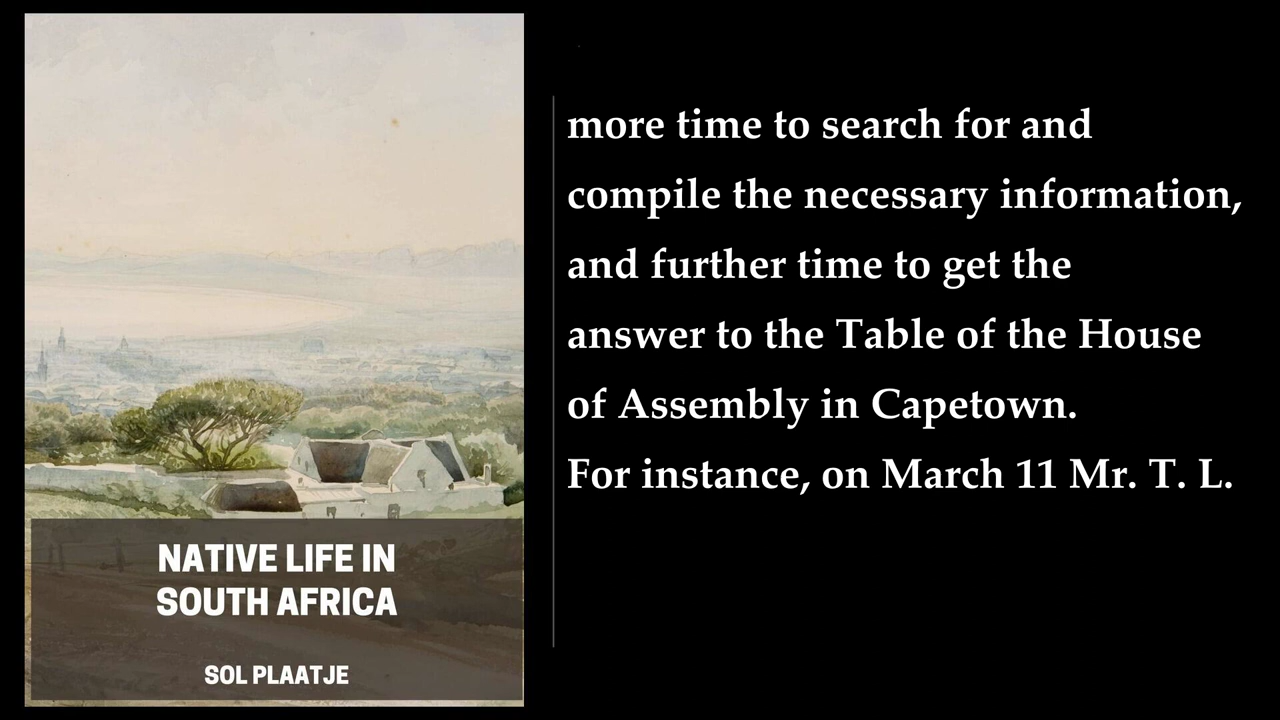 NATIVE LIFE IN
SOUTH AFRICA
SOL PLAATJE
more time to search for and
compile the necessary information,
and further time to get the
answer to the Table of the House
of Assembly in Capetown.
For instance, on March 11 Mr. T. L.